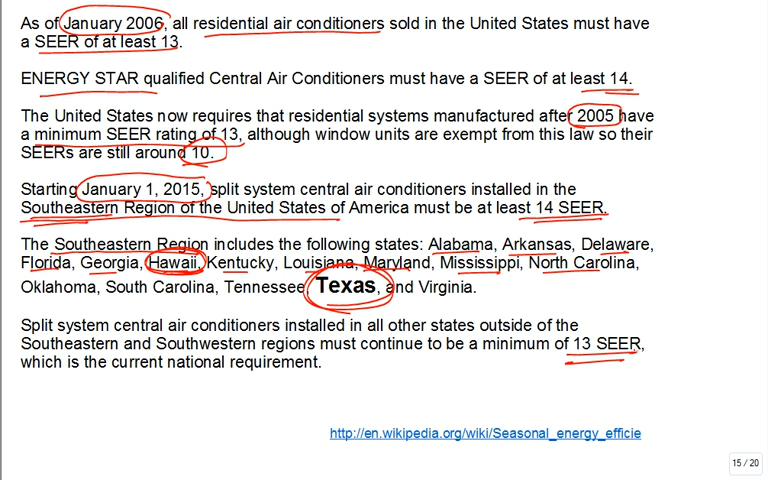 As of January 2006, all residential air conditioners sold in the United States must have
a SEER of at least 13.
ENERGY STAR qualified Central Air Conditioners must have a SEER of at least 14.
The United States now requires that residential systems manufactured after 2005 have
a minimum SEER rating of 13, although window units are exempt from this law so their
SEERs are still around 10.
Starting January 1, 2015, split system central air conditioners installed in the
Southeastern Region of the United States of America must be at least 14 SEER.
The Southeastern Region includes the following states: Alabama, Arkansas, Delaware,
Florida, Georgia, Hawaii, Kentucky, Louisiana, Maryland, Mississippi, North Carolina,
Oklahoma, South Carolina, Tennessee, Texas, and Virginia.
Split system central air conditioners installed in all other states outside of the
Southeastern and Southwestern regions must continue to be a minimum of 13 SEER,
which is the current national requirement.
http://en.wikipedia.org/wiki/Seasonal_energy_efficie
15 / 20